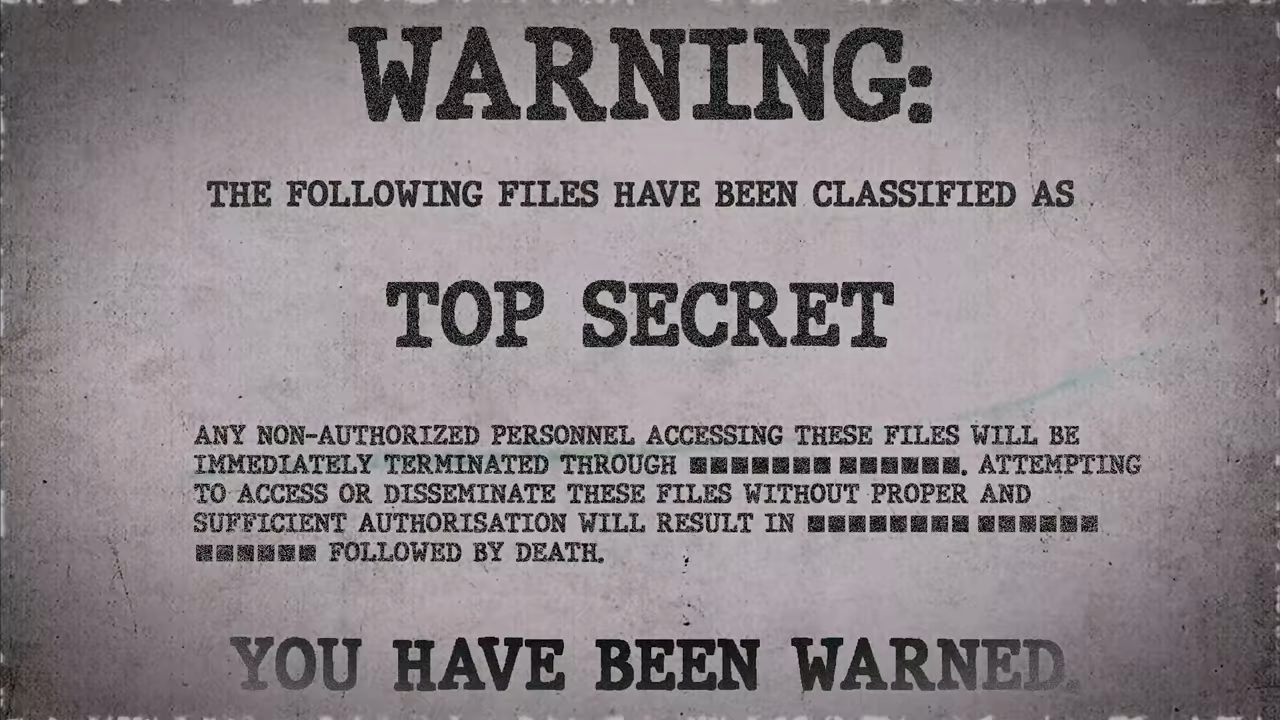 WARNING:
THE FOLLOWING FILES HAVE BEEN CLASSIFIED AS
TOP SECRET
ANY NON-AUTHORIZED PERSONNEL ACCESSING THESE FILES WILL BE
IMMEDIATELY TERMINATED THROUGH ■■■■■■■ ■■■■■■. ATTEMPTING
TO ACCESS OR DISSEMINATE THESE FILES WITHOUT PROPER AND
SUFFICIENT AUTHORISATION WILL RESULT IN ■■■■■■■■ ■■■■■■
■■■■■■ FOLLOWED BY DEATH.
YOU HAVE BEEN WARNED.